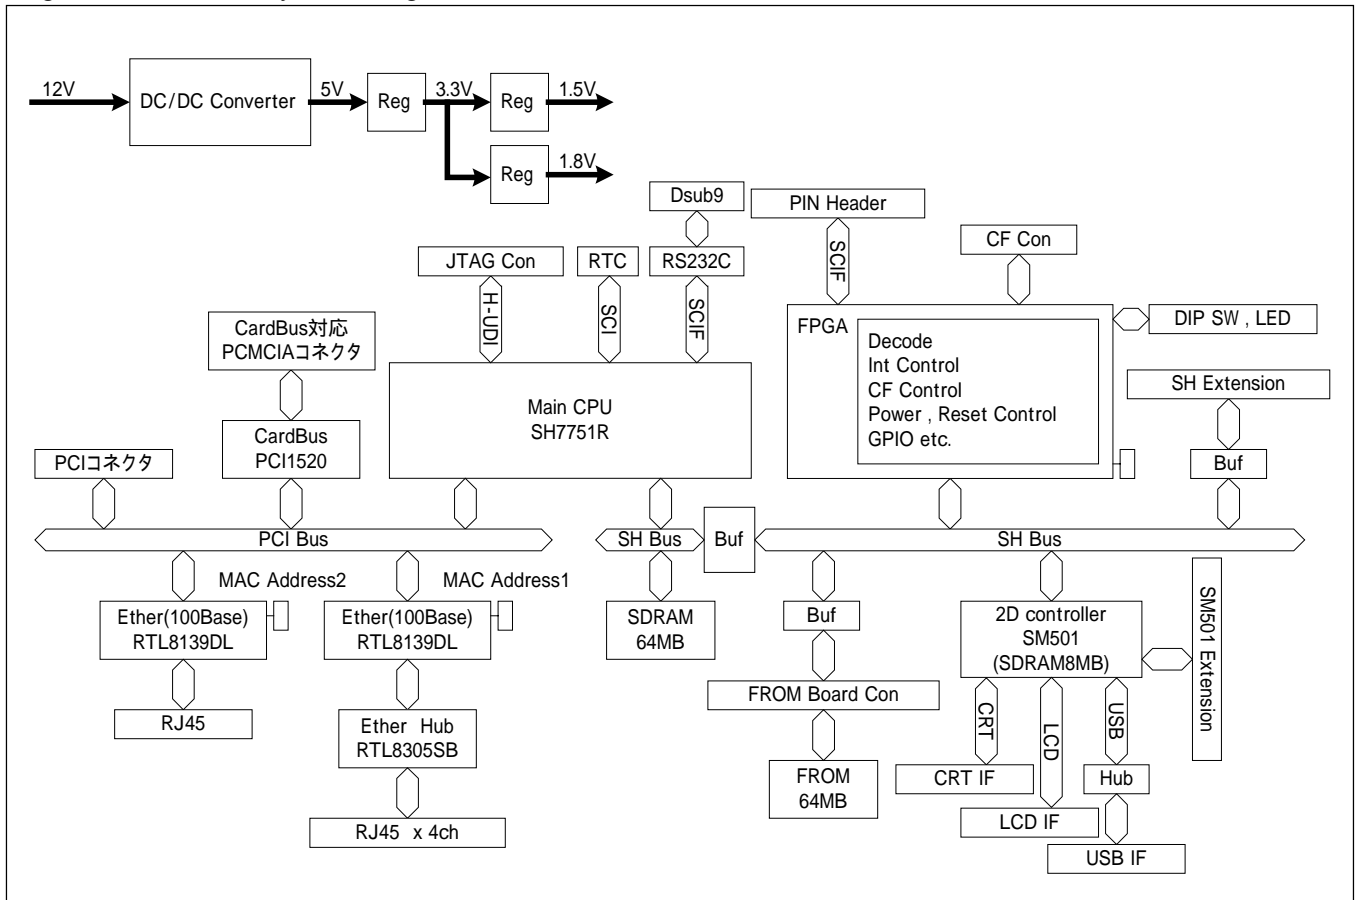 12V
DC/DC Converter
5V
Reg
3.3V
Reg
1.5V
Reg
1.8V
Dsub9
PIN Header
CF Con
JTAG Con
RTC
RS232C
SCIF
H-UDI
SCI
SCIF
FPGA
DIP SW , LED
CardBus対応
PCMCIAコネクタ
Decode
Int Control
CF Control
Power , Reset Control
GPIO etc.
SH Extension
Main CPU
SH7751R
CardBus
PCI1520
PCIコネクタ
Buf
PCI Bus
SH Bus
Buf
SH Bus
MAC Address2
MAC Address1
Ether(100Base)
RTL8139DL
Ether(100Base)
RTL8139DL
SDRAM
64MB
Buf
2D controller
SM501
(SDRAM8MB)
SM501 Extension
FROM Board Con
RJ45
Ether Hub
RTL8305SB
CRT
LCD
USB
FROM
64MB
CRT IF
Hub
RJ45 x 4ch
LCD IF
USB IF